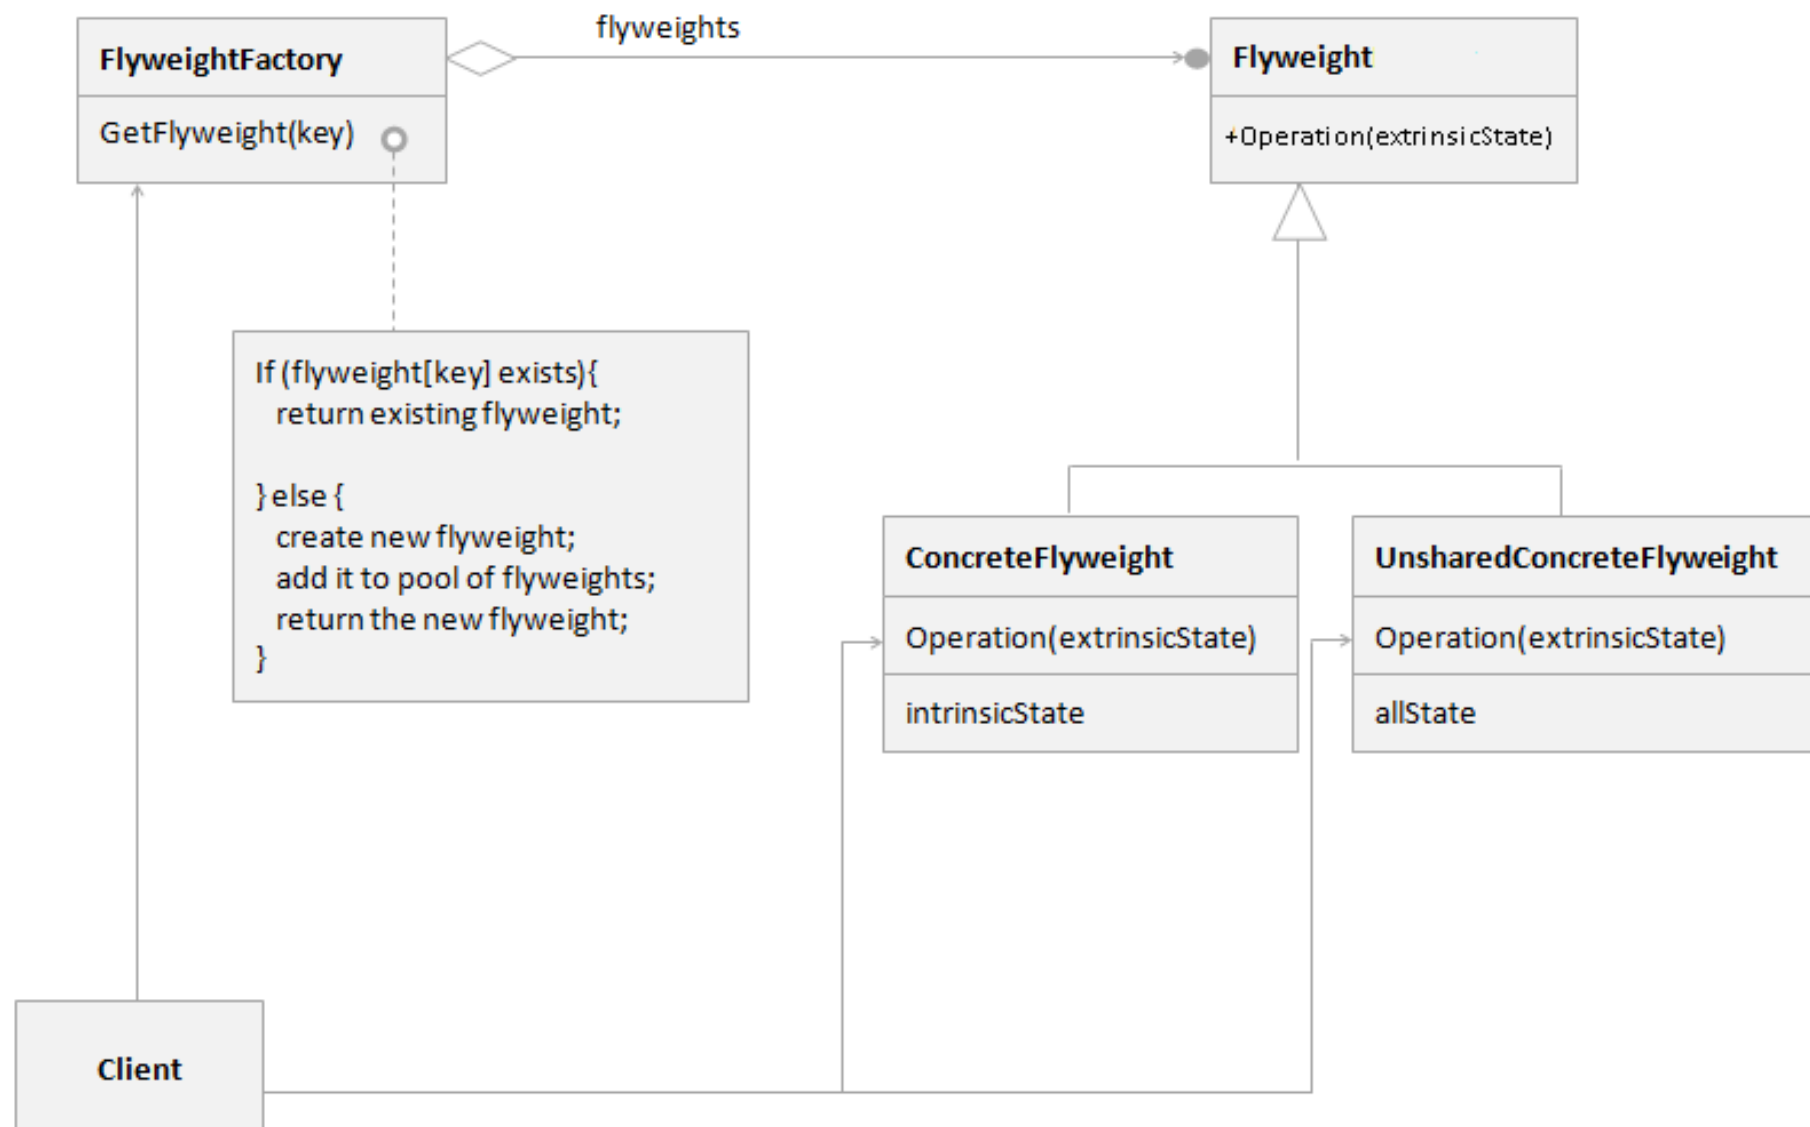 flyweights
FlyweightFactory
GetFlyweight(key)
Flyweight
+Operation(extrinsicState)
If (flyweight[key] exists){
return existing flyweight;
} else {
create new flyweight;
add it to pool of flyweights;
return the new flyweight;
}
ConcreteFlyweight
Operation(extrinsicState)
intrinsicState
UnsharedConcreteFlyweight
Operation(extrinsicState)
allState
Client